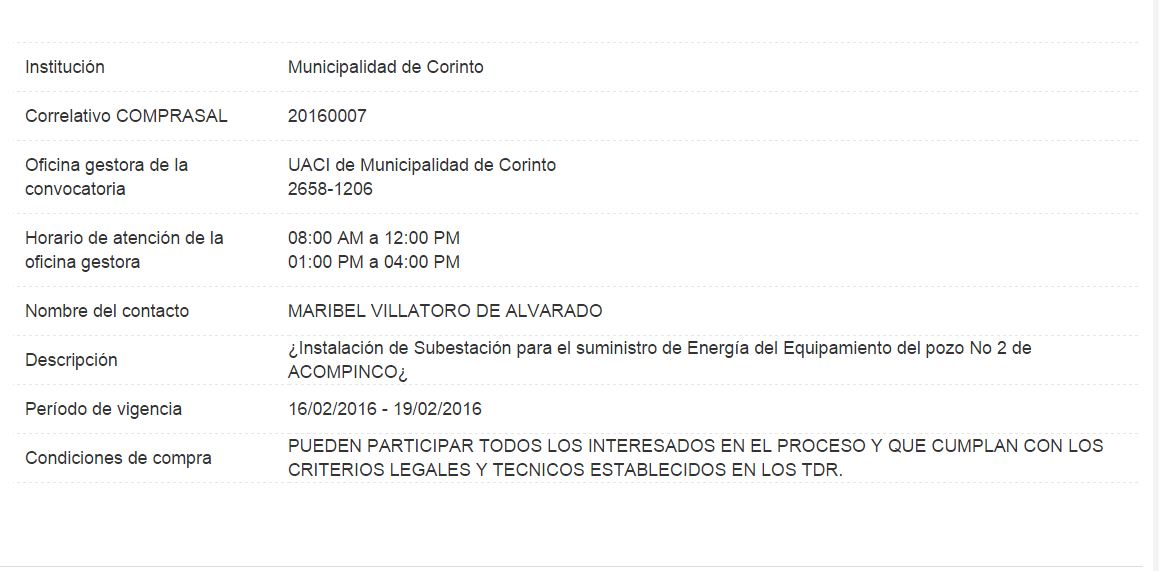 Institución
Municipalidad de Corinto
Correlativo COMPRASAL
20160007
Oficina gestora de la
convocatoria
UACI de Municipalidad de Corinto
2658-1206
Horario de atención de la
oficina gestora
08:00 AM a 12:00 PM
01:00 PM a 04:00 PM
Nombre del contacto
MARIBEL VILLATORO DE ALVARADO
Descripción
¿Instalación de Subestación para el suministro de Energía del Equipamiento del pozo No 2 de
ACOMPINCO¿
Período de vigencia
16/02/2016 - 19/02/2016
Condiciones de compra
PUEDEN PARTICIPAR TODOS LOS INTERESADOS EN EL PROCESO Y QUE CUMPLAN CON LOS
CRITERIOS LEGALES Y TECNICOS ESTABLECIDOS EN LOS TDR.